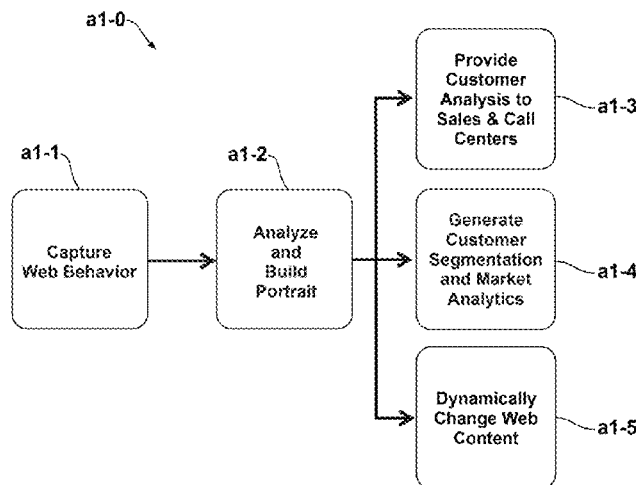 a1-0
a1-1
Capture
Web Behavior
a1-2
Analyze
and
Build
Portrait
Provide
Customer
Analysis to
Sales & Call
Centers
a1-3
Generate
Customer
Segmentation
and Market
Analytics
a1-4
Dynamically
Change Web
Content
a1-5